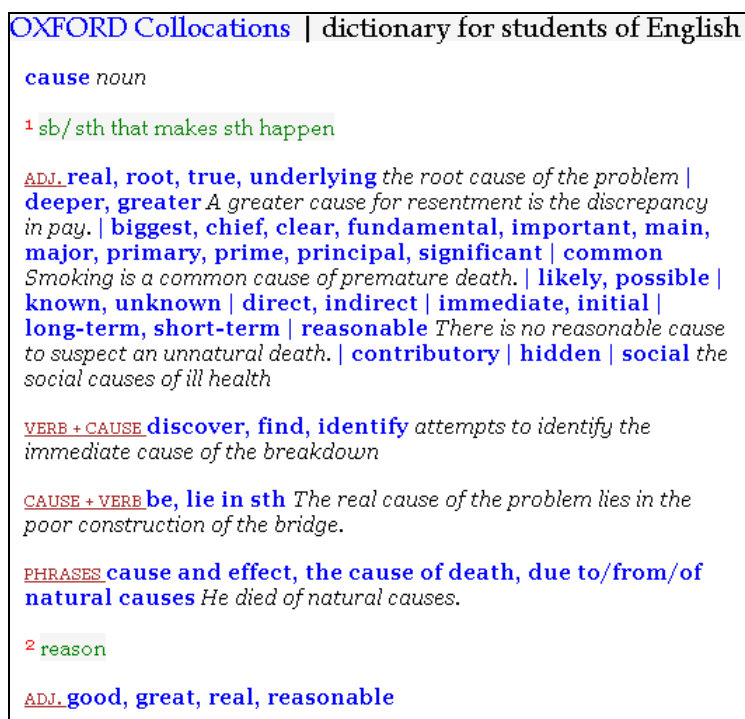 OXFORD Collocations | dictionary for students of English
cause noun
1 sb/sth that makes sth happen
ADJ. real, root, true, underlying the root cause of the problem |
deeper, greater A greater cause for resentment is the discrepancy
in pay. | biggest, chief, clear, fundamental, important, main,
major, primary, prime, principal, significant | common
Smoking is a common cause of premature death. | likely, possible |
known, unknown | direct, indirect | immediate, initial |
long-term, short-term | reasonable There is no reasonable cause
to suspect an unnatural death. | contributory | hidden | social the
social causes of ill health
VERB + CAUSE discover, find, identify attempts to identify the
immediate cause of the breakdown
CAUSE + VERB be, lie in sth The real cause of the problem lies in the
poor construction of the bridge.
PHRASES cause and effect, the cause of death, due to/from/of
natural causes He died of natural causes.
2 reason
ADJ. good, great, real, reasonable